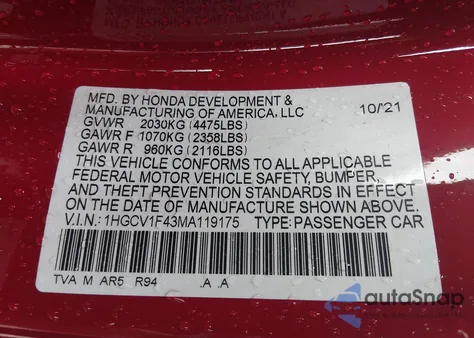 MFD. BY HONDA DEVELOPMENT &
MANUFACTURING OF AMERICA, LLC 10/21
GVWR 2030KG (4475LBS)
GAWR F 1070KG (2358LBS)
GAWR R 960KG (2116LBS)
THIS VEHICLE CONFORMS TO ALL APPLICABLE
FEDERAL MOTOR VEHICLE SAFETY, BUMPER,
AND THEFT PREVENTION STANDARDS IN EFFECT
ON THE DATE OF MANUFACTURE SHOWN ABOVE.
V.I.N.: 1HGCV1F43MA119175 TYPE: PASSENGER CAR
TVA M AR5 R94 .A .A
autoSnap